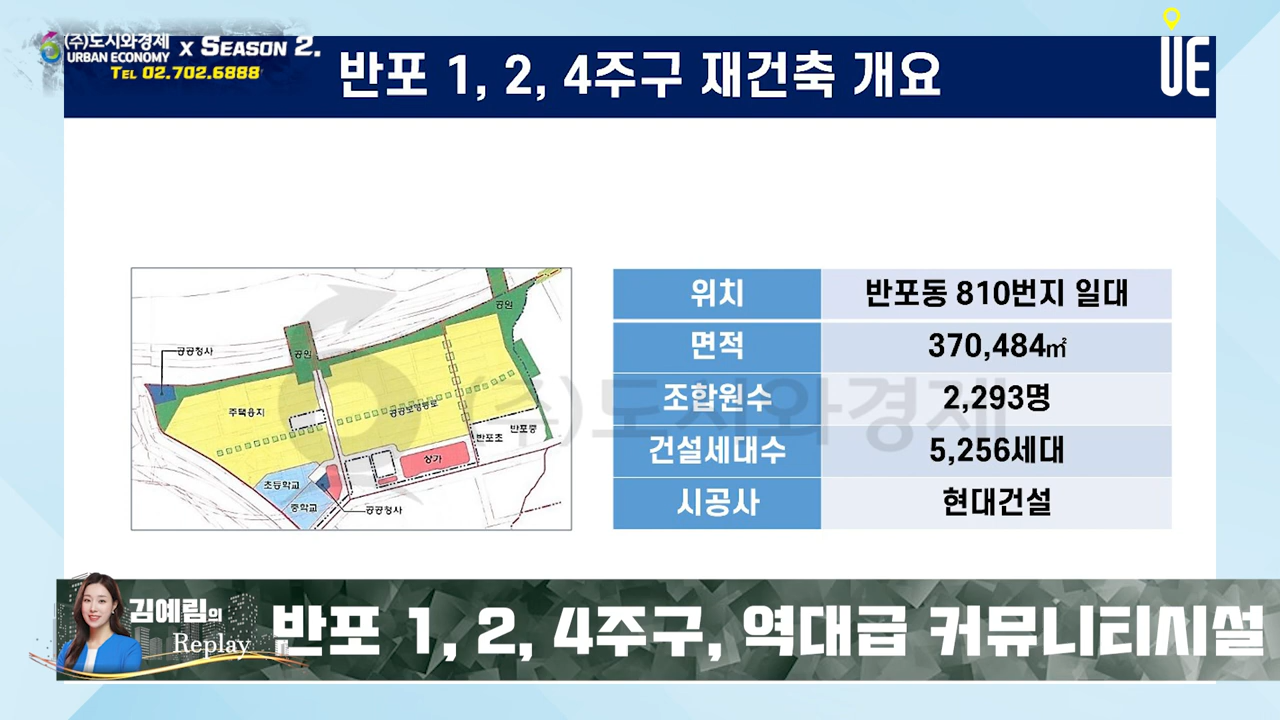 (주)도시와경제
URBAN ECONOMY
X SEASON 2.
TEL 02.702.6888
UE
반포 1, 2, 4주구 재건축 개요
공공청사
공원
공원
주택용지
공공보행통로
반포초
반포중
상가
초등학교
중학교
공공청사
위치 반포동 810번지 일대
면적 370,484㎡
조합원수 2,293명
건설세대수 5,256세대
시공사 현대건설
(주)도시와경제
김예림의
Replay
반포 1, 2, 4주구, 역대급 커뮤니티시설